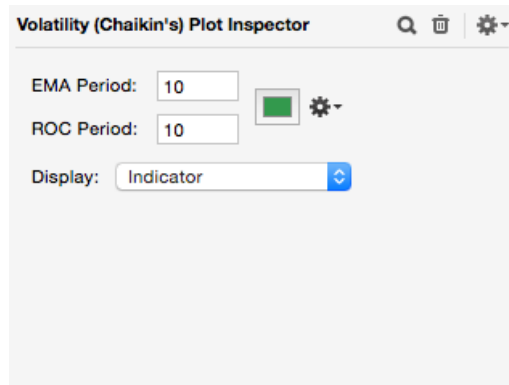 Volatility (Chaikin's) Plot Inspector
EMA Period: 10
ROC Period: 10
Display: Indicator